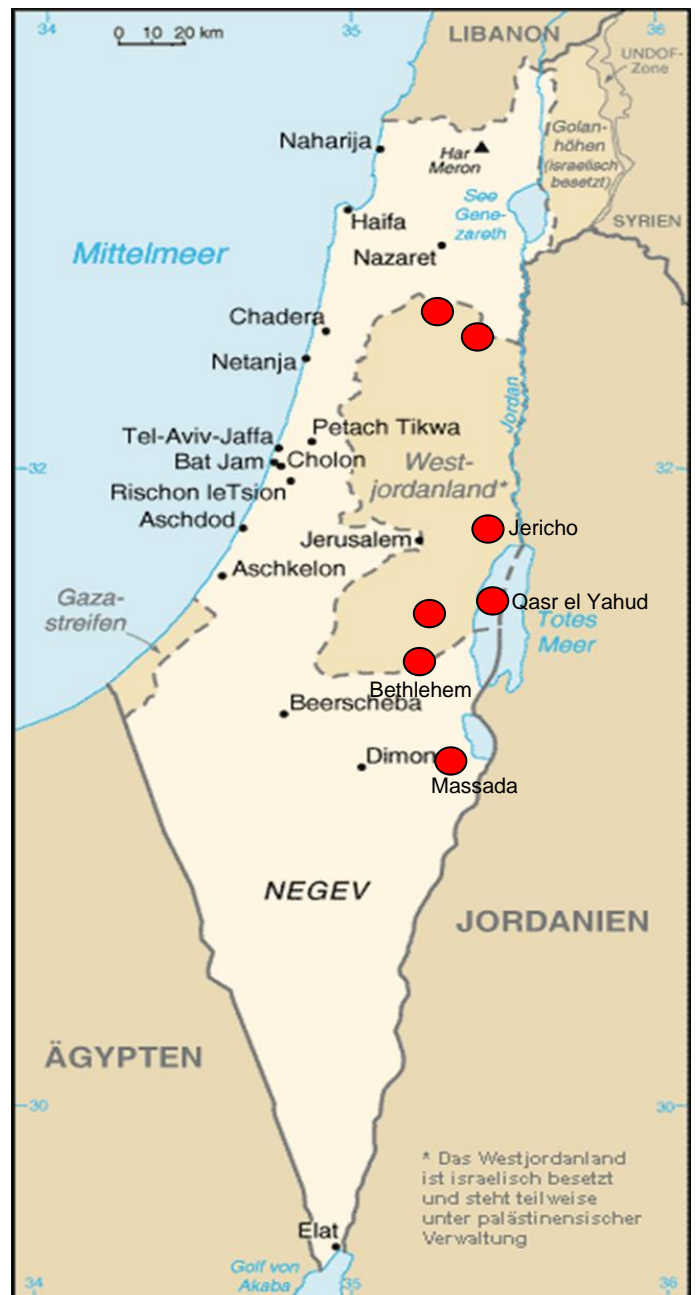 34
35
36
0 10 20 km
LIBANON
UNDOF-
Zone
Naharija
Har
Meron
Golan-
höhen
(israelisch
besetzt)
See
Gene-
zareth
Haifa
SYRIEN
Mittelmeer
Nazaret
Chadera
Netanja
Jordan
Petach Tikwa
Tel-Aviv-Jaffa
Bat Jam
Cholon
West-
jordanland*
32
32
Rischon leTsion
Aschdod
Jericho
Jerusalem
Aschkelon
Gaza-
streifen
Qasr el Yahud
Totes
Meer
Bethlehem
Beerscheba
Dimon
Massada
NEGEV
JORDANIEN
ÄGYPTEN
30
30
* Das Westjordanland
ist israelisch besetzt
und steht teilweise
unter palästinensischer
Verwaltung
Elat
Golf von
Akaba
34
35
36